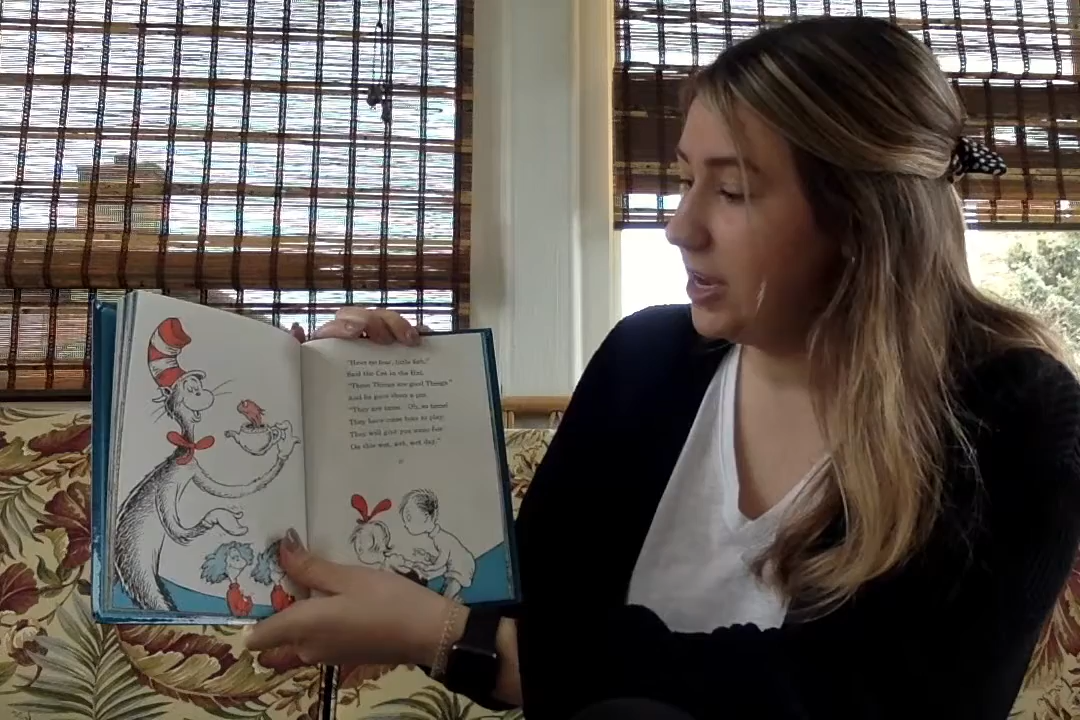 "Have no fear, little fish,"
Said the Cat in the Hat.
"These Things are good Things."
And he gave them a pat.
"They are tame. Oh, so tame!
They have come here to play.
They will give you some fun
On this wet, wet, wet day."